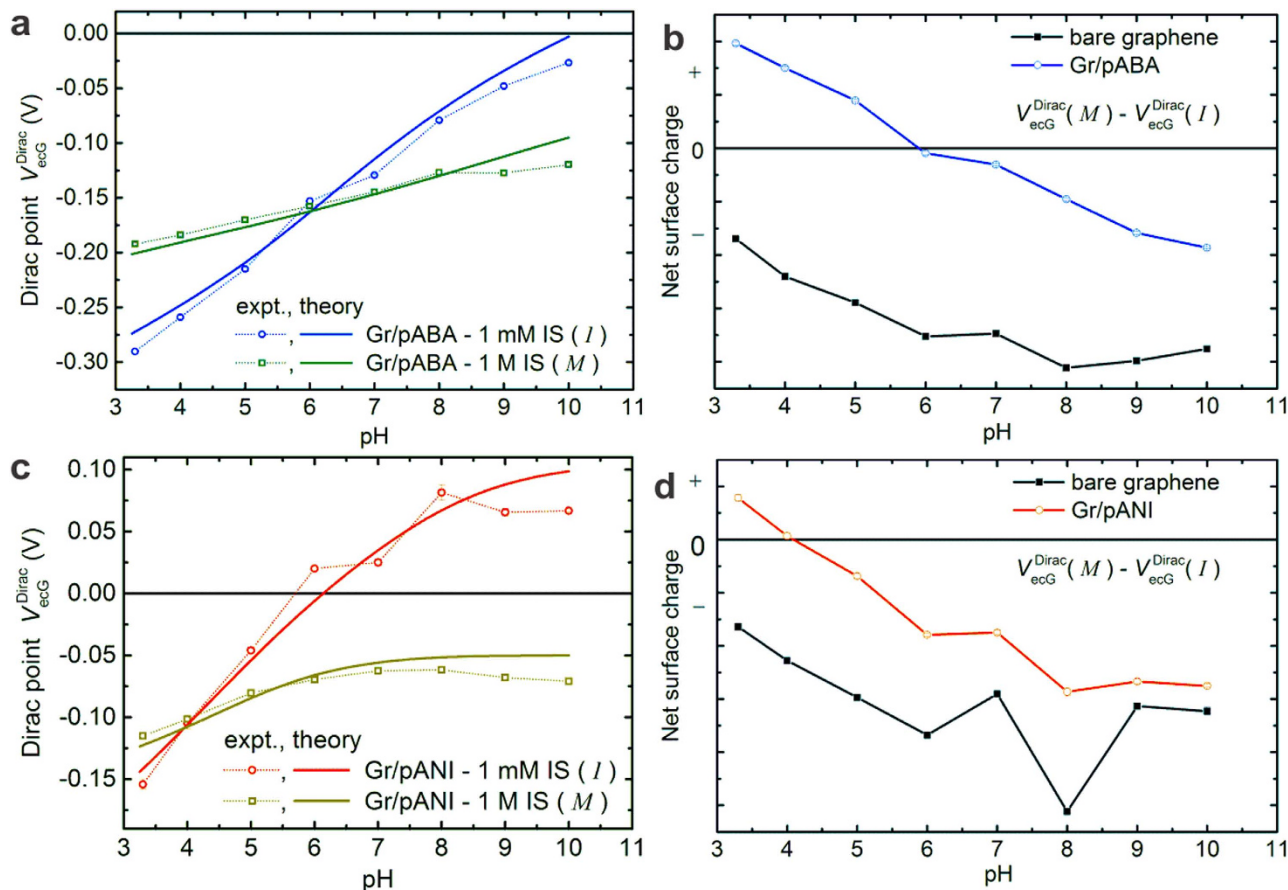 a
0.00
-0.05
-0.10
-0.15
-0.20
-0.25
-0.30
Dirac point V_ecG^Dirac (V)
expt., theory
, Gr/pABA - 1 mM IS ( I )
, Gr/pABA - 1 M IS ( M )
3 4 5 6 7 8 9 10 11
pH
b
bare graphene
Gr/pABA
V_ecG^Dirac( M ) - V_ecG^Dirac( I )
+
0
−
Net surface charge
3 4 5 6 7 8 9 10 11
pH
c
0.10
0.05
0.00
-0.05
-0.10
-0.15
Dirac point V_ecG^Dirac (V)
expt., theory
, Gr/pANI - 1 mM IS ( I )
, Gr/pANI - 1 M IS ( M )
3 4 5 6 7 8 9 10 11
pH
d
bare graphene
Gr/pANI
V_ecG^Dirac( M ) - V_ecG^Dirac( I )
+
0
−
Net surface charge
3 4 5 6 7 8 9 10 11
pH